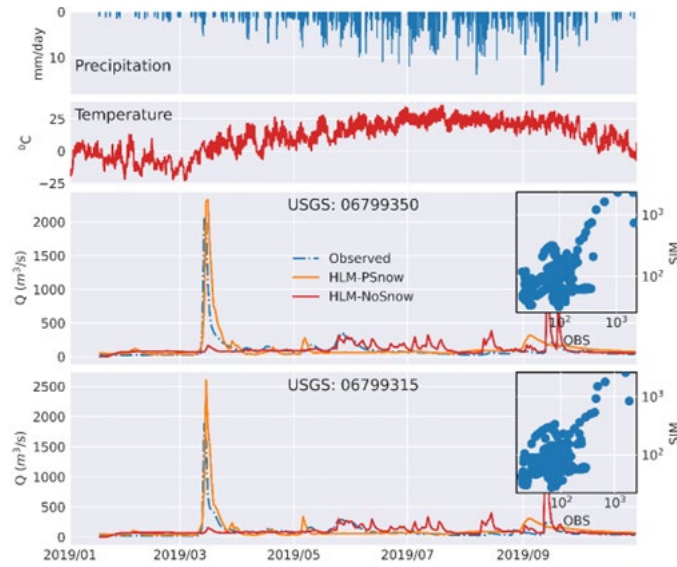 0
10
mm/day
Precipitation
Temperature
25
0
−25
0C
USGS: 06799350
2000
1500
1000
500
0
Q (m³/s)
Observed
HLM-PSnow
HLM-NoSnow
10³
10²
SIM
10² 10³
OBS
USGS: 06799315
2500
2000
1500
1000
500
0
Q (m³/s)
10³
10²
SIM
10² 10³
OBS
2019/01 2019/03 2019/05 2019/07 2019/09